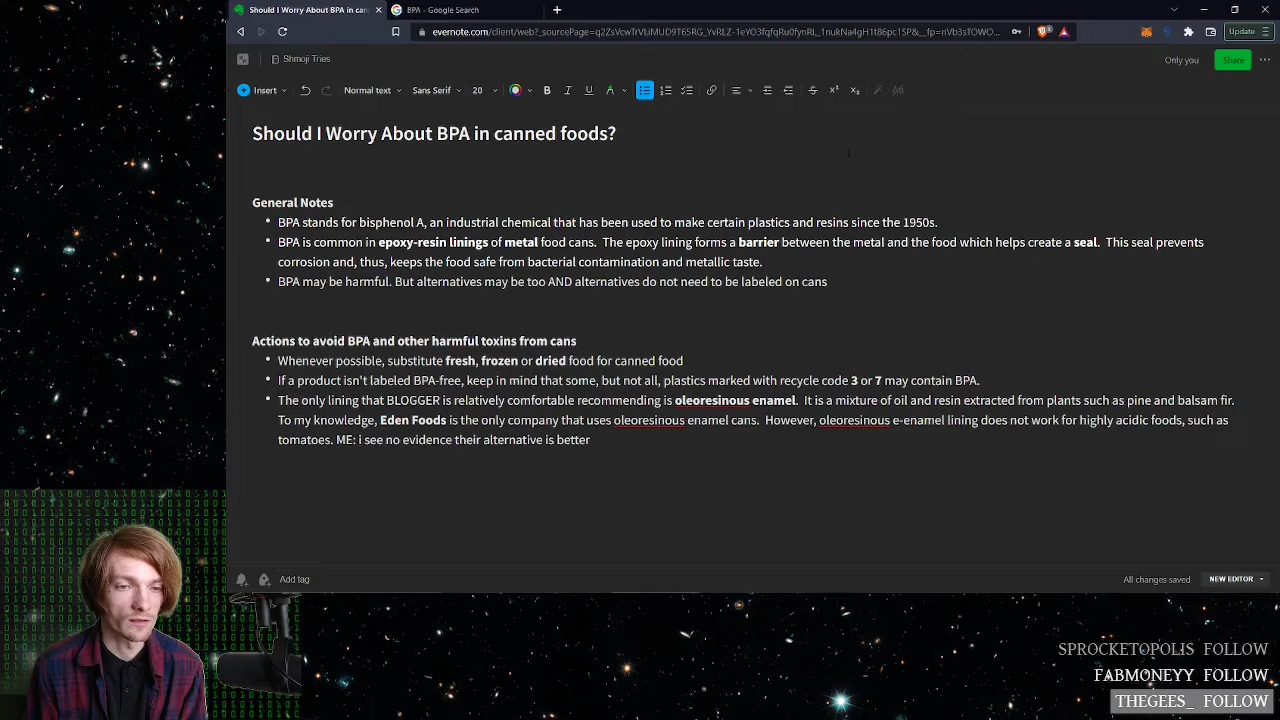 Should I Worry About BPA in can
BPA - Google Search
evernote.com/client/web?_sourcePage=
Update
Shmoji Tries
Only you
Share
Insert
Normal text
Sans Serif
20
B
I
U
A
Should I Worry About BPA in canned foods?
General Notes
BPA stands for bisphenol A, an industrial chemical that has been used to make certain plastics and resins since the 1950s.
BPA is common in epoxy-resin linings of metal food cans. The epoxy lining forms a barrier between the metal and the food which helps create a seal. This seal prevents
corrosion and, thus, keeps the food safe from bacterial contamination and metallic taste.
BPA may be harmful. But alternatives may be too AND alternatives do not need to be labeled on cans
Actions to avoid BPA and other harmful toxins from cans
Whenever possible, substitute fresh, frozen or dried food for canned food
If a product isn't labeled BPA-free, keep in mind that some, but not all, plastics marked with recycle code 3 or 7 may contain BPA.
The only lining that BLOGGER is relatively comfortable recommending is oleoresinous enamel. It is a mixture of oil and resin extracted from plants such as pine and balsam fir.
To my knowledge, Eden Foods is the only company that uses oleoresinous enamel cans. However, oleoresinous e-enamel lining does not work for highly acidic foods, such as
tomatoes. ME: i see no evidence their alternative is better
Add tag
All changes saved
NEW EDITOR
SPROCKETOPOLIS FOLLOW
FABMONEYY FOLLOW
THEGEES_ FOLLOW